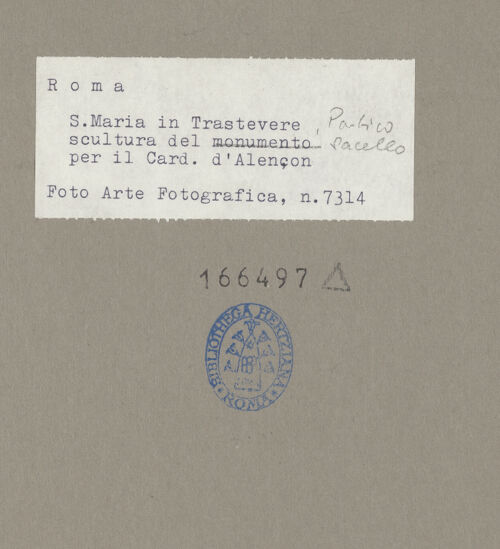 Roma
S.Maria in Trastevere, Portico
scultura del monumento sacello
per il Card. d'Alençon
Foto Arte Fotografica, n.7314
166497
BIBLIOTHECA HERTZIANA
ROMA